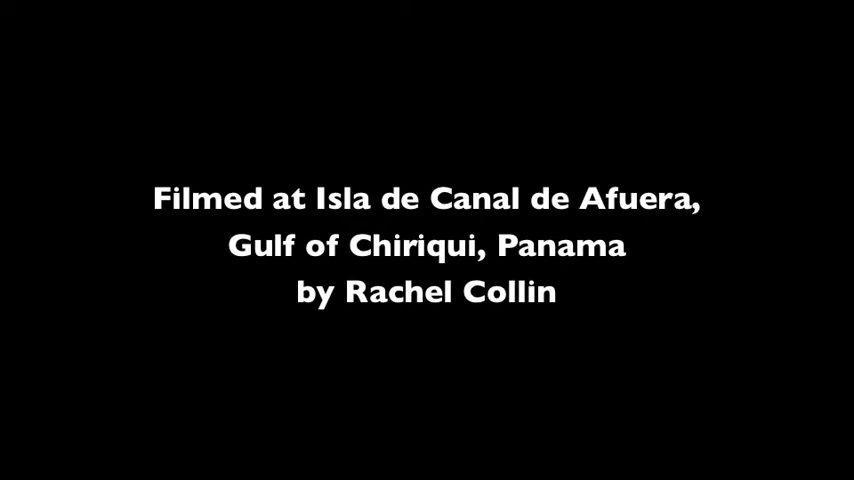 Filmed at Isla de Canal de Afuera,
Gulf of Chiriqui, Panama
by Rachel Collin